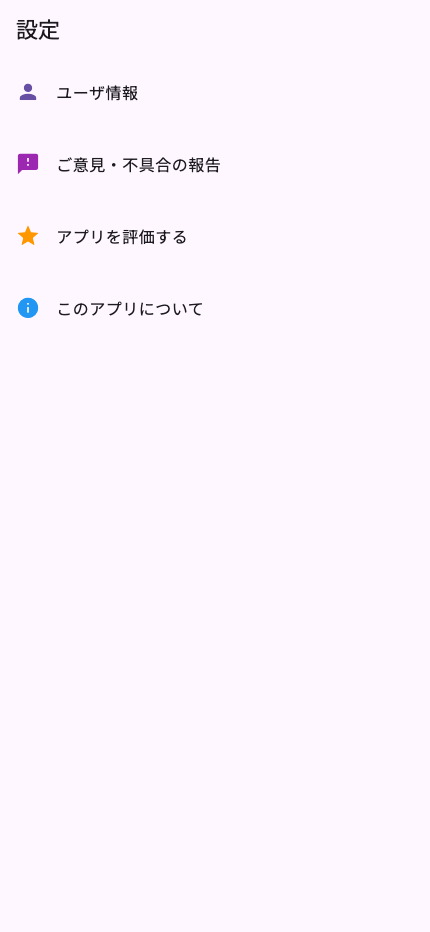 設定
ユーザ情報
ご意見・不具合の報告
アプリを評価する
このアプリについて